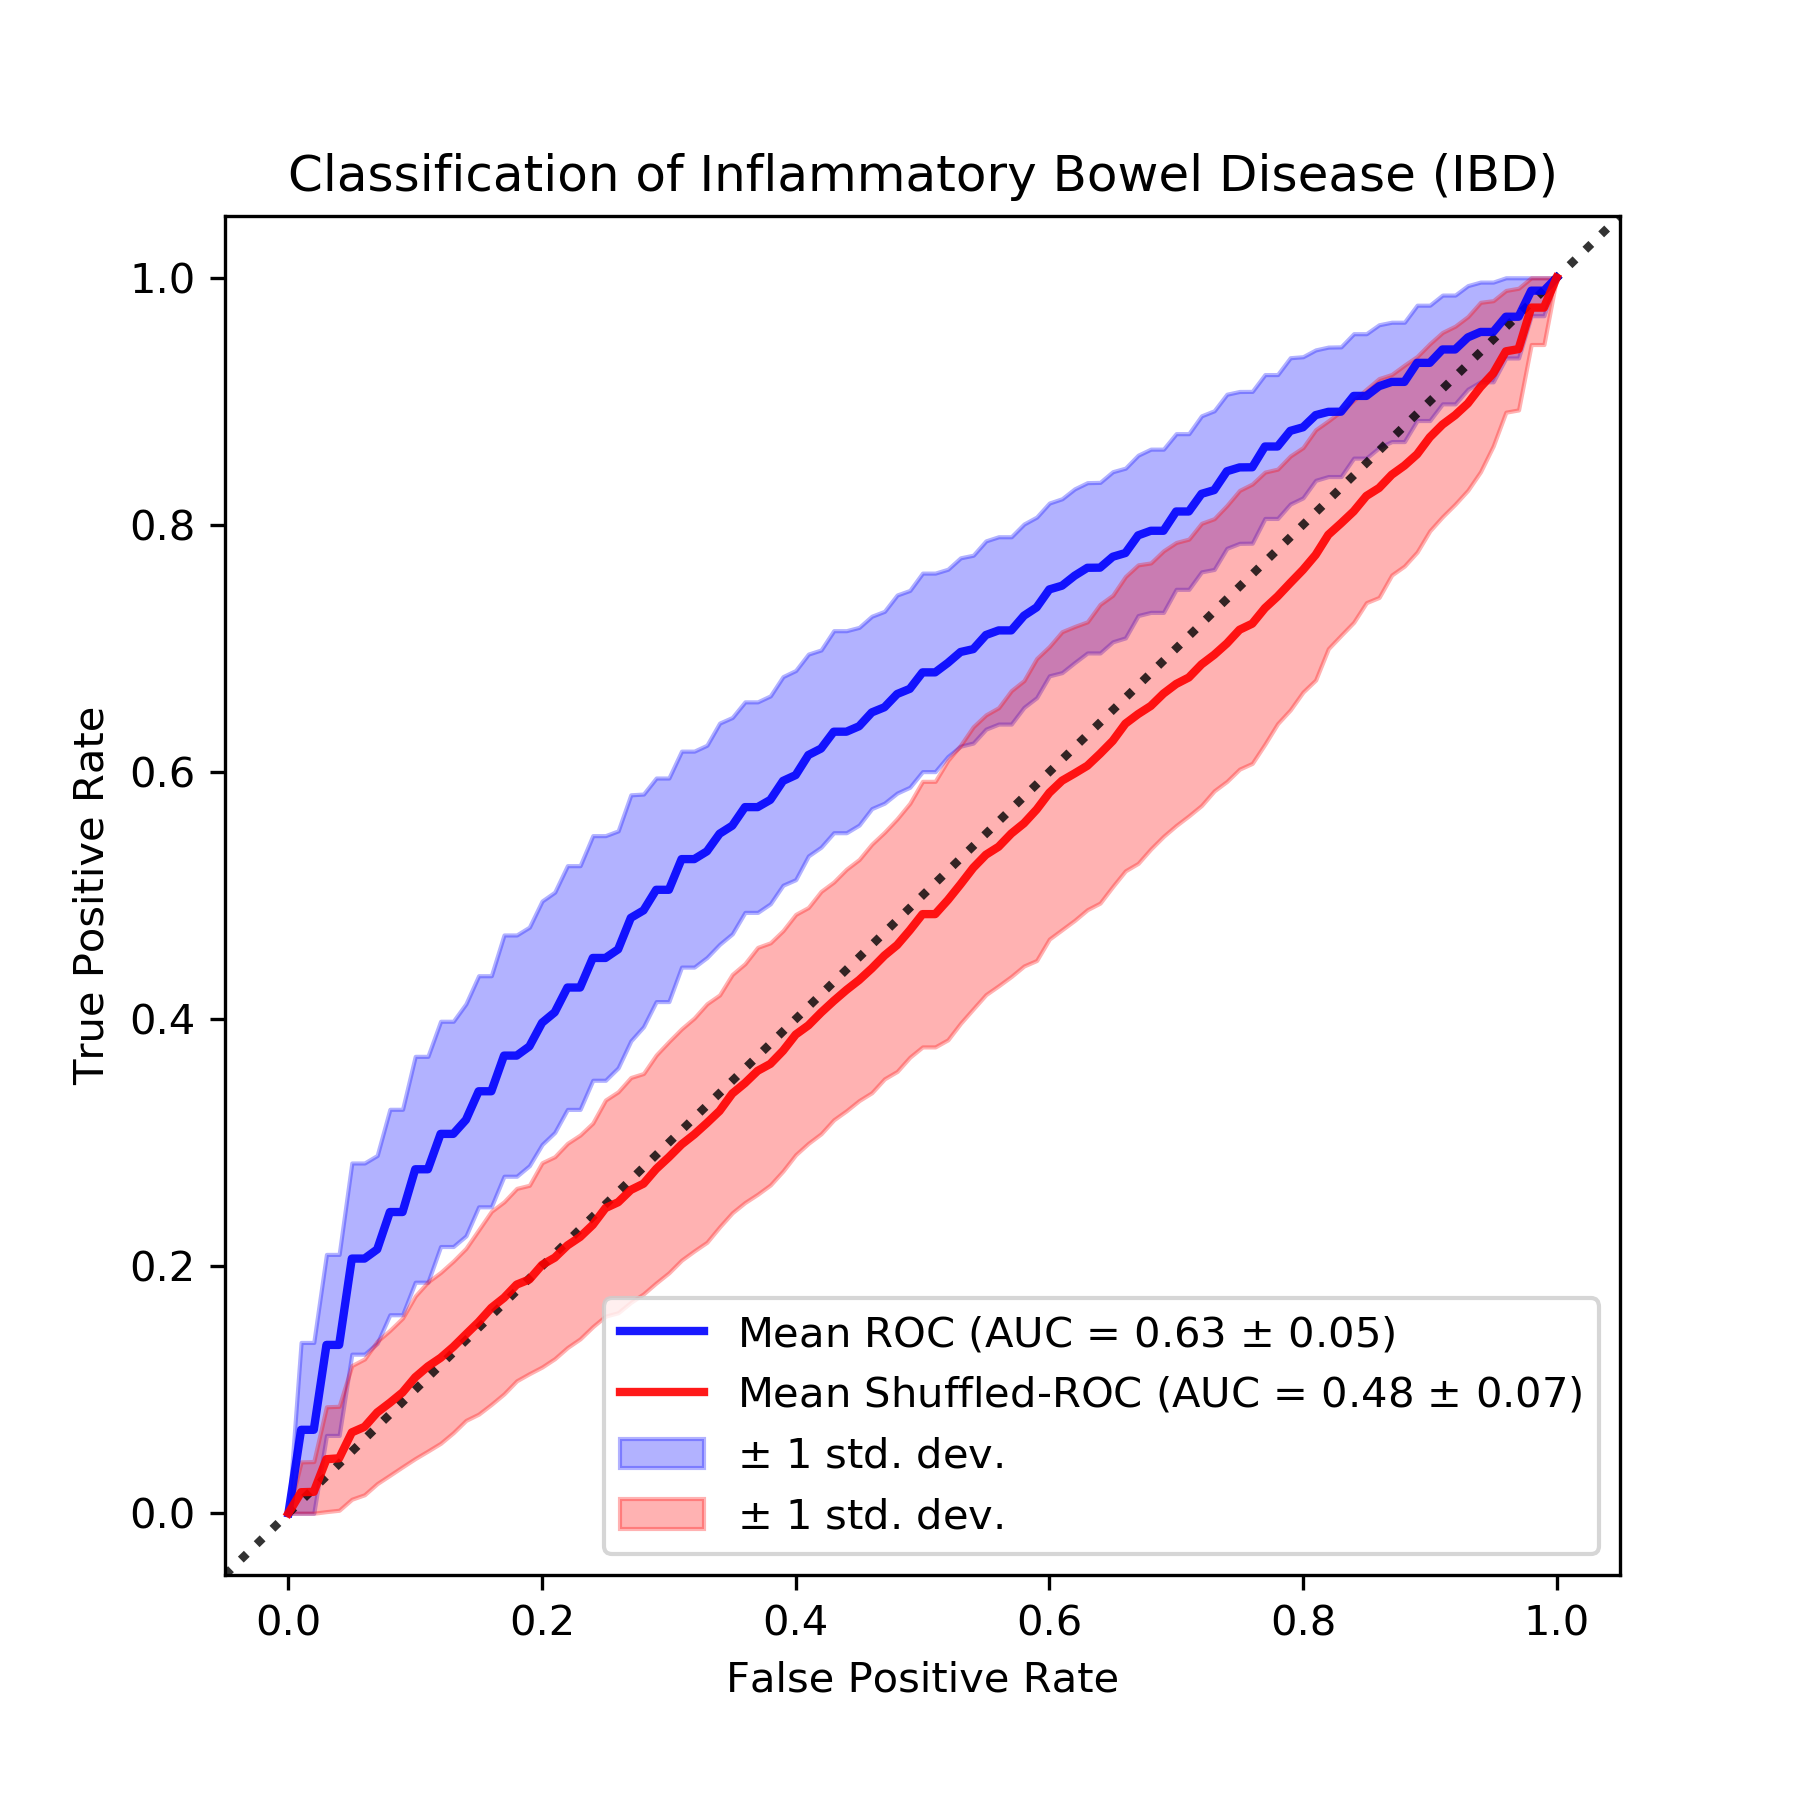 Classification of Inflammatory Bowel Disease (IBD)
1.0
0.8
0.6
0.4
0.2
0.0
True Positive Rate
Mean ROC (AUC = 0.63 ± 0.05)
Mean Shuffled-ROC (AUC = 0.48 ± 0.07)
± 1 std. dev.
± 1 std. dev.
0.0 0.2 0.4 0.6 0.8 1.0
False Positive Rate